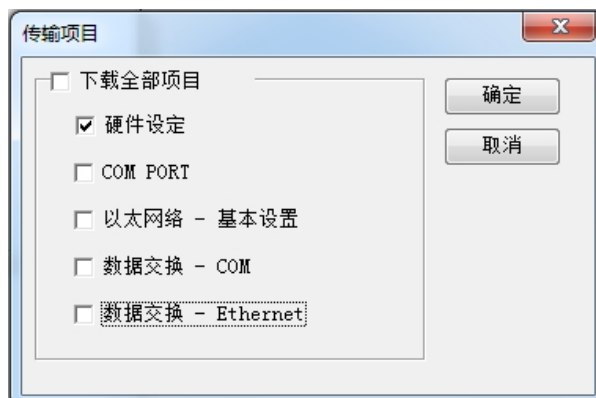 传输项目
下载全部项目
确定
硬件设定
取消
COM PORT
以太网络 - 基本设置
数据交换 - COM
数据交换 - Ethernet